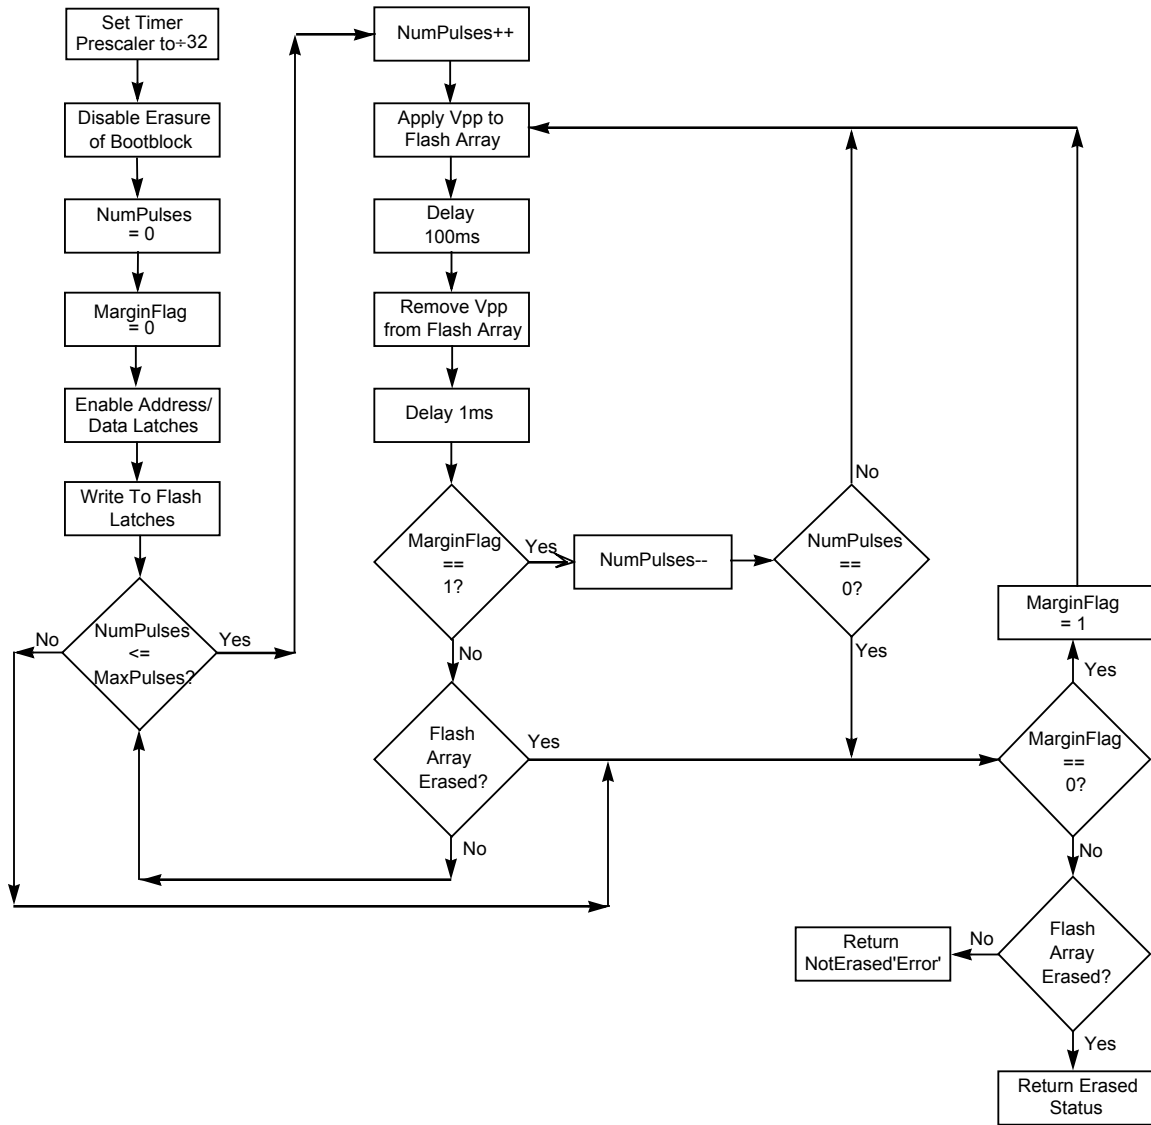 Set Timer
Prescaler to÷32
Disable Erasure
of Bootblock
NumPulses
= 0
MarginFlag
= 0
Enable Address/
Data Latches
Write To Flash
Latches
NumPulses
<=
MaxPulses?
No
Yes
NumPulses++
Apply Vpp to
Flash Array
Delay
100ms
Remove Vpp
from Flash Array
Delay 1ms
MarginFlag
==
1?
Yes
No
NumPulses--
NumPulses
==
0?
No
Yes
Flash
Array
Erased?
Yes
No
MarginFlag
= 1
Yes
MarginFlag
==
0?
No
Flash
Array
Erased?
No
Return
NotErased'Error'
Yes
Return Erased
Status